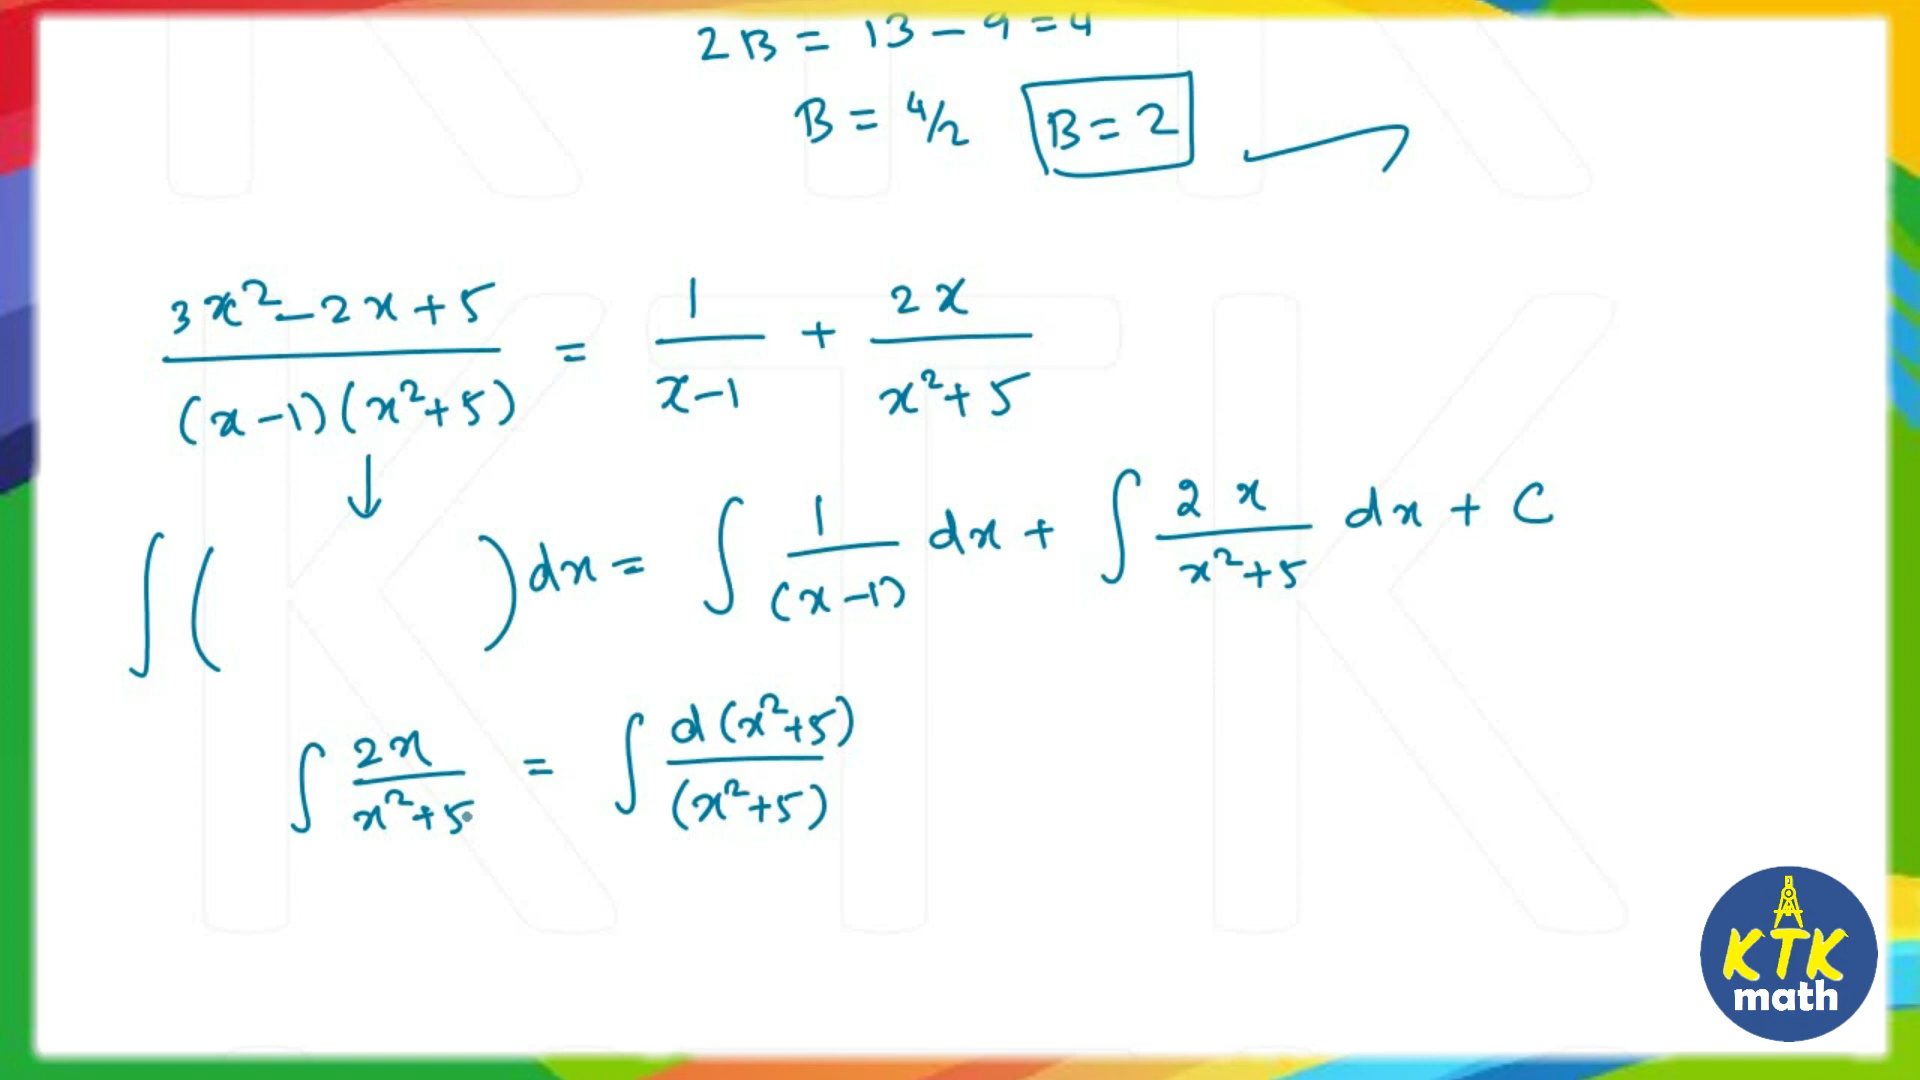 2B = 13 - 9 = 4
B = 4/2 B = 2
(3x² - 2x + 5)/((x-1)(x²+5)) = 1/(x-1) + 2x/(x²+5)
↓
∫( )dx = ∫ 1/(x-1) dx + ∫ 2x/(x²+5) dx + C
∫ 2x/(x²+5) = ∫ d(x²+5)/(x²+5)
KTK
math